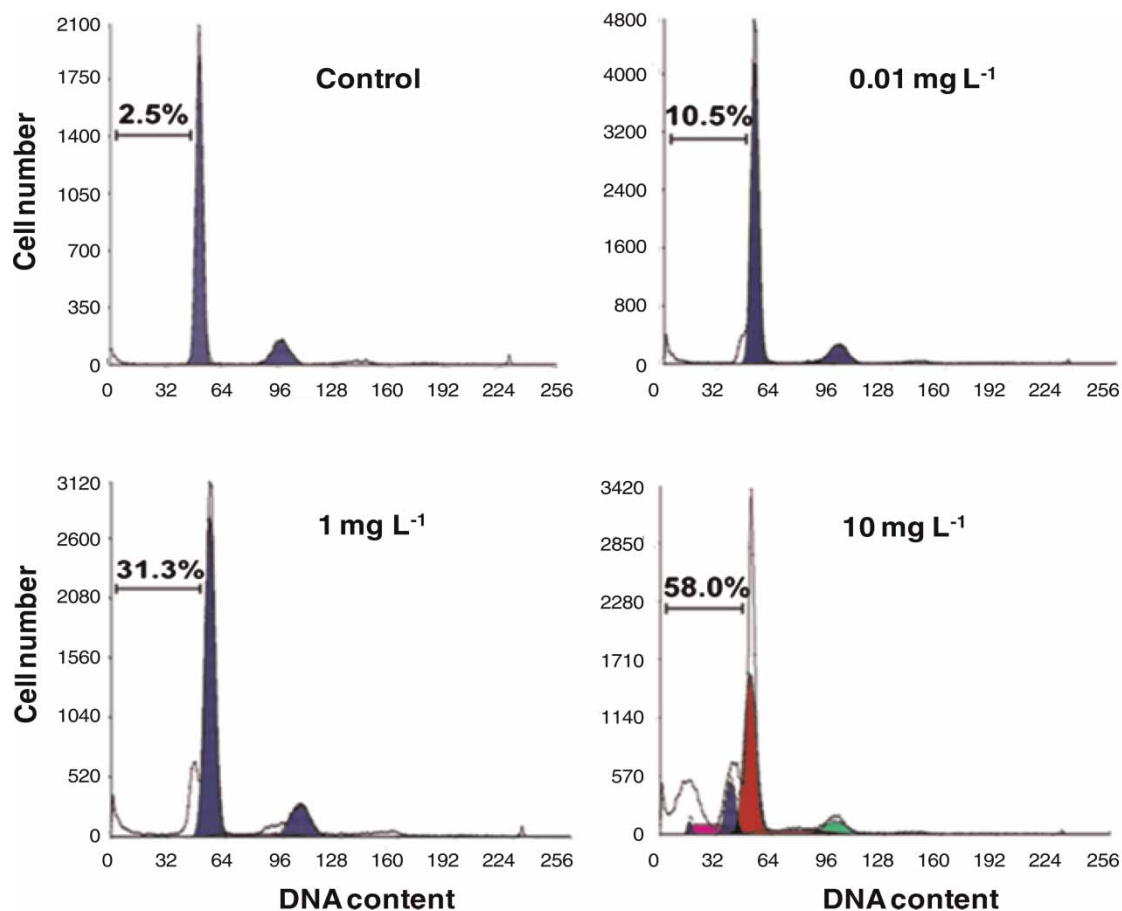 Control
2.5%
Cell number
2100
1750
1400
1050
700
350
0
0 32 64 96 128 160 192 224 256
0.01 mg L-1
10.5%
4800
4000
3200
2400
1600
800
0
0 32 64 96 128 160 192 224 256
1 mg L-1
31.3%
Cell number
3120
2600
2080
1560
1040
520
0
0 32 64 96 128 160 192 224 256
DNA content
10 mg L-1
58.0%
3420
2850
2280
1710
1140
570
0
0 32 64 96 128 160 192 224 256
DNA content